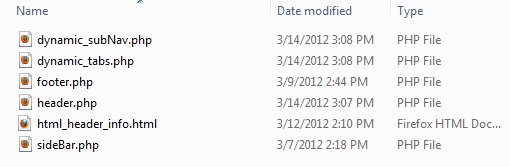 Name Date modified Type
dynamic_subNav.php 3/14/2012 3:08 PM PHP File
dynamic_tabs.php 3/14/2012 3:08 PM PHP File
footer.php 3/9/2012 2:44 PM PHP File
header.php 3/14/2012 3:07 PM PHP File
html_header_info.html 3/12/2012 2:10 PM Firefox HTML Doc...
sideBar.php 3/7/2012 2:18 PM PHP File